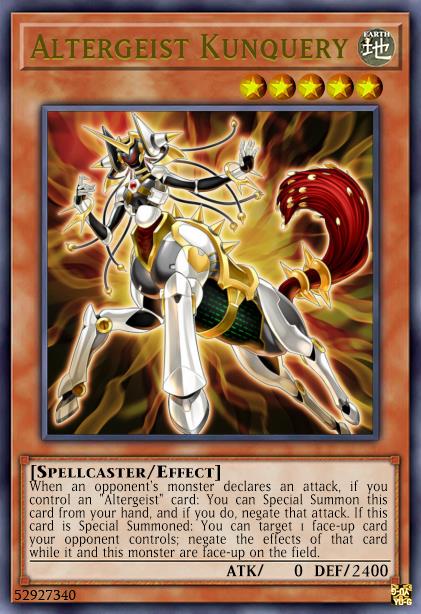 ALTERGEIST KUNQUERY
EARTH
地
[SPELLCASTER/EFFECT]
When an opponent's monster declares an attack, if you
control an "Altergeist" card: You can Special Summon this
card from your hand, and if you do, negate that attack. If this
card is Special Summoned: You can target 1 face-up card
your opponent controls; negate the effects of that card
while it and this monster are face-up on the field.
ATK/ 0 DEF/2400
52927340